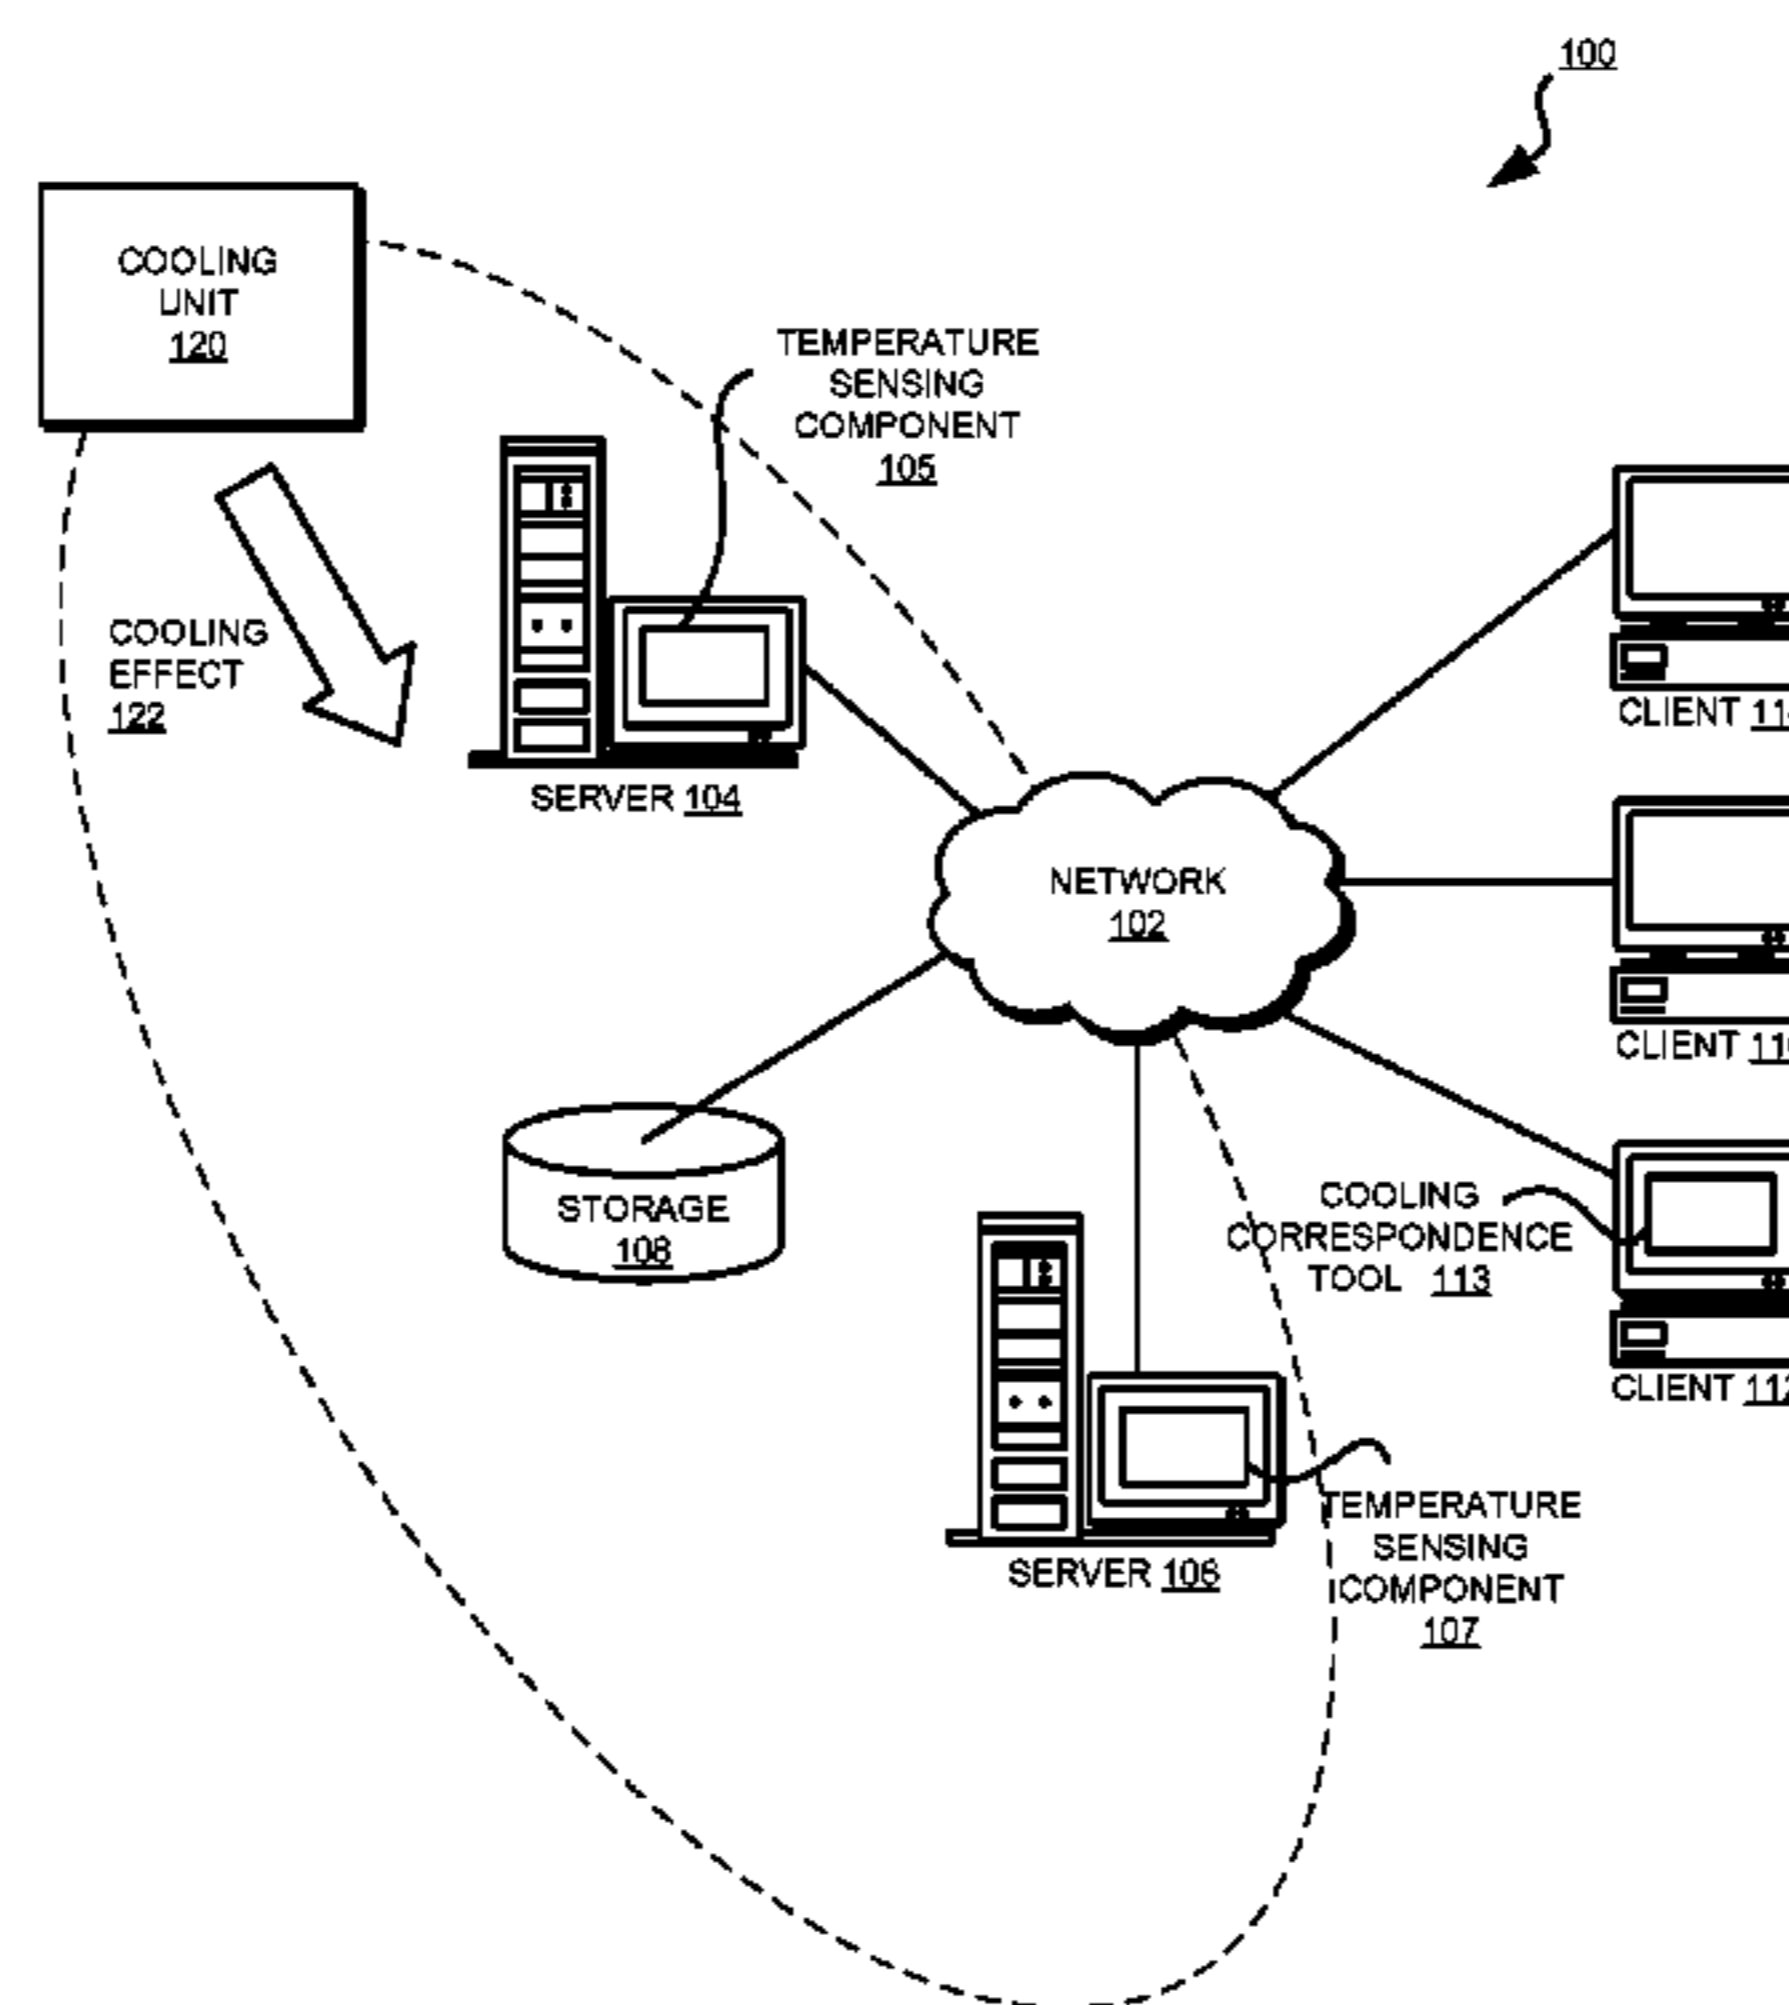 100
COOLING
UNIT
120
TEMPERATURE
SENSING
COMPONENT
105
COOLING
EFFECT
122
SERVER 104
CLIENT
NETWORK
102
CLIENT
STORAGE
108
COOLING
CORRESPONDENCE
TOOL 113
CLIENT 112
SERVER 106
TEMPERATURE
SENSING
COMPONENT
107